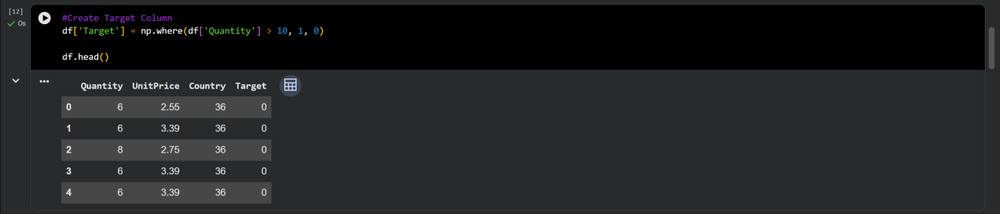 [12]
0s
#Create Target Column
df['Target'] = np.where(df['Quantity'] > 10, 1, 0)
df.head()
Quantity UnitPrice Country Target
0 6 2.55 36 0
1 6 3.39 36 0
2 8 2.75 36 0
3 6 3.39 36 0
4 6 3.39 36 0